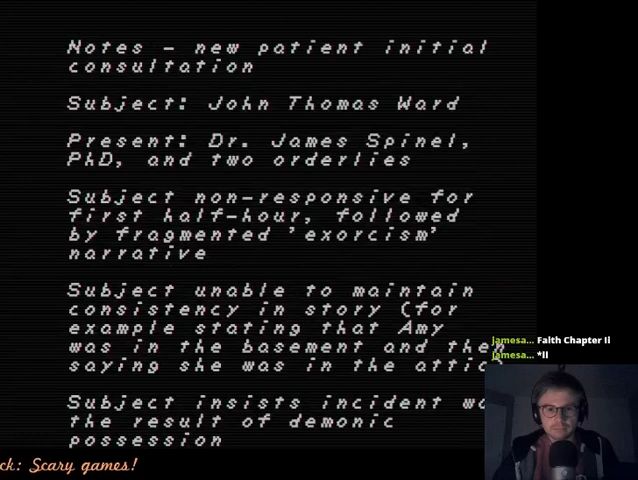 Notes - new patient initial
consultation
Subject: John Thomas Ward
Present: Dr. James Spinel,
PhD, and two orderlies
Subject non-responsive for
first half-hour, followed
by fragmented 'exorcism'
narrative
Subject unable to maintain
consistency in story (for
example stating that Amy
was in the basement and then
saying she was in the attic
Subject insists incident
the result of demonic
possession
jamesa... Faith Chapter Ii
jamesa... *II
ck: Scary games!